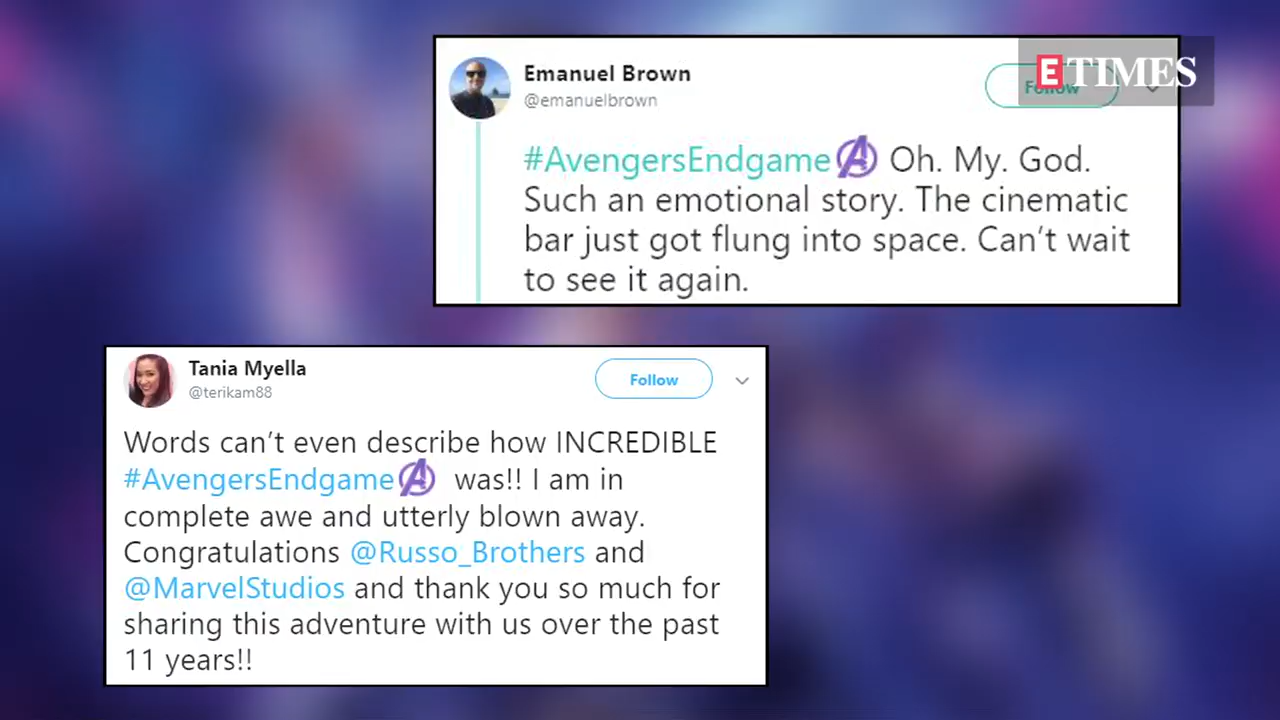 ETIMES
Emanuel Brown
@emanuelbrown
Follow
#AvengersEndgame Oh. My. God.
Such an emotional story. The cinematic
bar just got flung into space. Can't wait
to see it again.
Tania Myella
@terikam88
Follow
Words can't even describe how INCREDIBLE
#AvengersEndgame was!! I am in
complete awe and utterly blown away.
Congratulations @Russo_Brothers and
@MarvelStudios and thank you so much for
sharing this adventure with us over the past
11 years!!